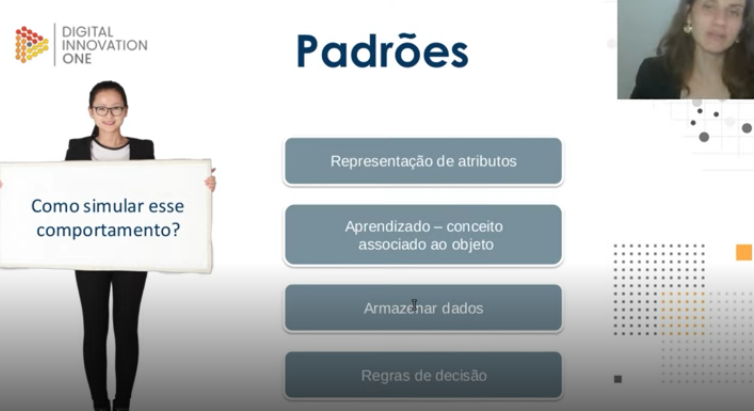 DIGITAL
INNOVATION
ONE
Padrões
Como simular esse
comportamento?
Representação de atributos
Aprendizado – conceito
associado ao objeto
Armazenar dados
Regras de decisão